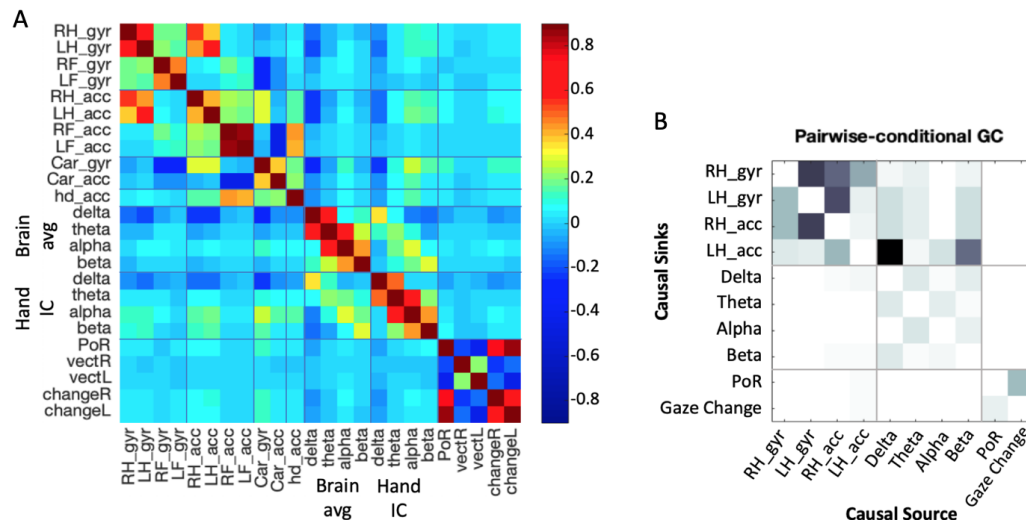 A
RH_gyr
LH_gyr
RF_gyr
LF_gyr
RH_acc
LH_acc
RF_acc
LF_acc
Car_gyr
Car_acc
hd_acc
Brain avg
delta
theta
alpha
beta
Hand IC
delta
theta
alpha
beta
PoR
vectR
vectL
changeR
changeL
RH_gyr
LH_gyr
RF_gyr
LF_gyr
RH_acc
LH_acc
RF_acc
LF_acc
Car_gyr
Car_acc
hd_acc
delta
theta
alpha
beta
delta
theta
alpha
beta
PoR
vectR
vectL
changeR
changeL
Brain
avg
Hand
IC
0.8
0.6
0.4
0.2
0
-0.2
-0.4
-0.6
-0.8
B
Pairwise-conditional GC
Causal Sinks
RH_gyr
LH_gyr
RH_acc
LH_acc
Delta
Theta
Alpha
Beta
PoR
Gaze Change
RH_gyr
LH_gyr
RH_acc
LH_acc
Delta
Theta
Alpha
Beta
PoR
Gaze Change
Causal Source